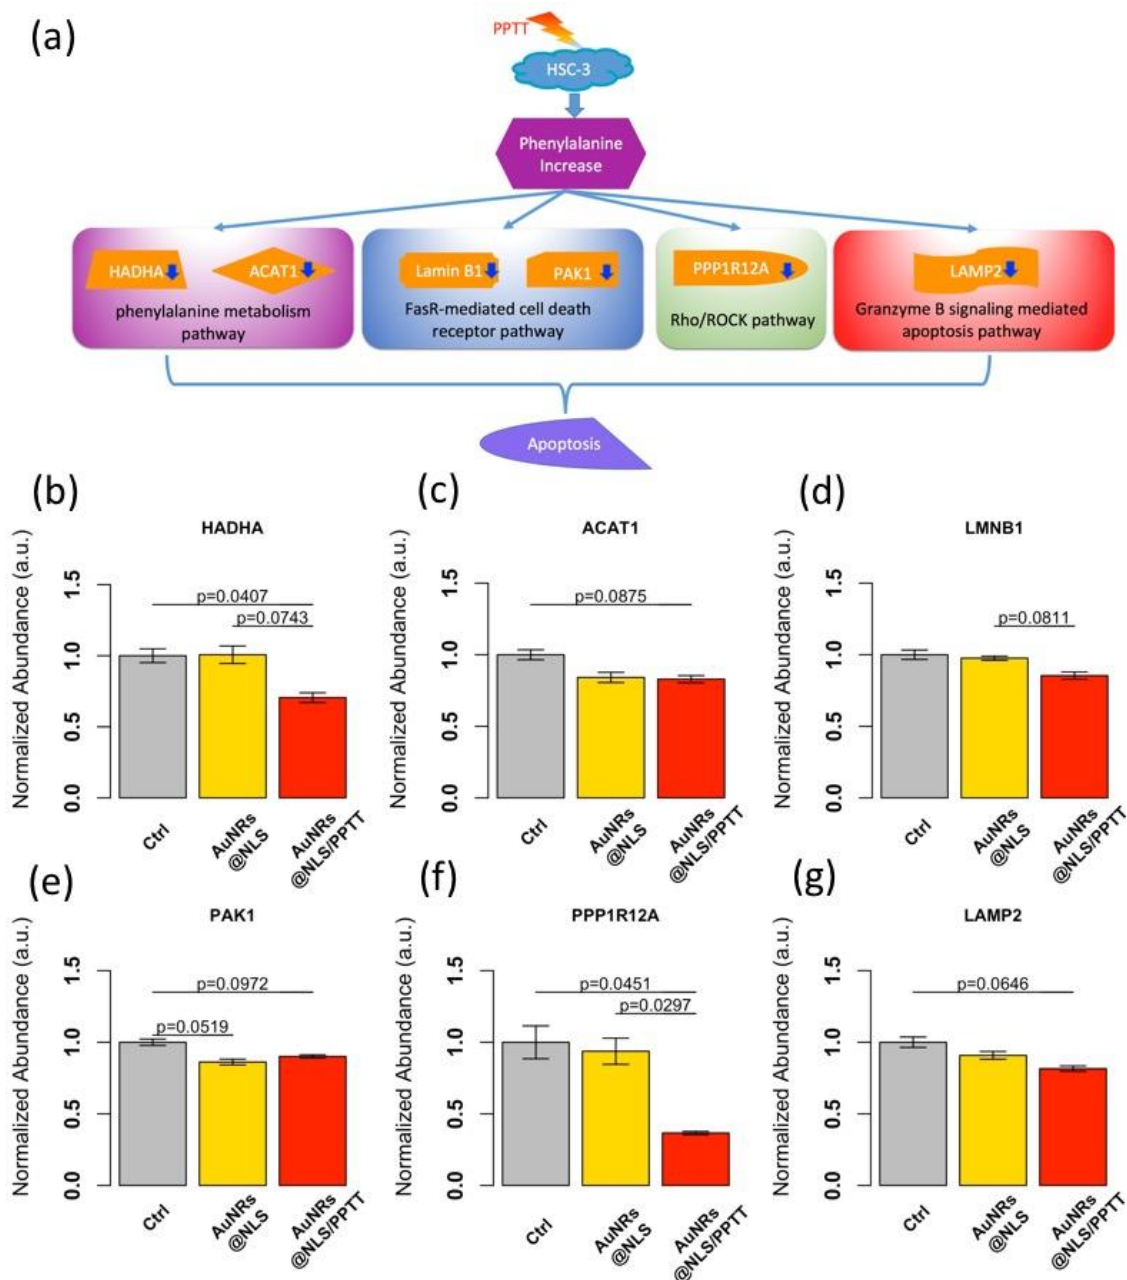 (a)
PPTT
HSC-3
Phenylalanine
Increase
HADHA
ACAT1
phenylalanine metabolism
pathway
Lamin B1
PAK1
FasR-mediated cell death
receptor pathway
PPP1R12A
Rho/ROCK pathway
LAMP2
Granzyme B signaling mediated
apoptosis pathway
Apoptosis
(b)
HADHA
Normalized Abundance (a.u.)
1.5
1.0
0.5
0.0
p=0.0407
p=0.0743
Ctrl
AuNRs
@NLS
AuNRs
@NLS/PPTT
(c)
ACAT1
Normalized Abundance (a.u.)
1.5
1.0
0.5
0.0
p=0.0875
Ctrl
AuNRs
@NLS
AuNRs
@NLS/PPTT
(d)
LMNB1
Normalized Abundance (a.u.)
1.5
1.0
0.5
0.0
p=0.0811
Ctrl
AuNRs
@NLS
AuNRs
@NLS/PPTT
(e)
PAK1
Normalized Abundance (a.u.)
1.5
1.0
0.5
0.0
p=0.0972
p=0.0519
Ctrl
AuNRs
@NLS
AuNRs
@NLS/PPTT
(f)
PPP1R12A
Normalized Abundance (a.u.)
1.5
1.0
0.5
0.0
p=0.0451
p=0.0297
Ctrl
AuNRs
@NLS
AuNRs
@NLS/PPTT
(g)
LAMP2
Normalized Abundance (a.u.)
1.5
1.0
0.5
0.0
p=0.0646
Ctrl
AuNRs
@NLS
AuNRs
@NLS/PPTT